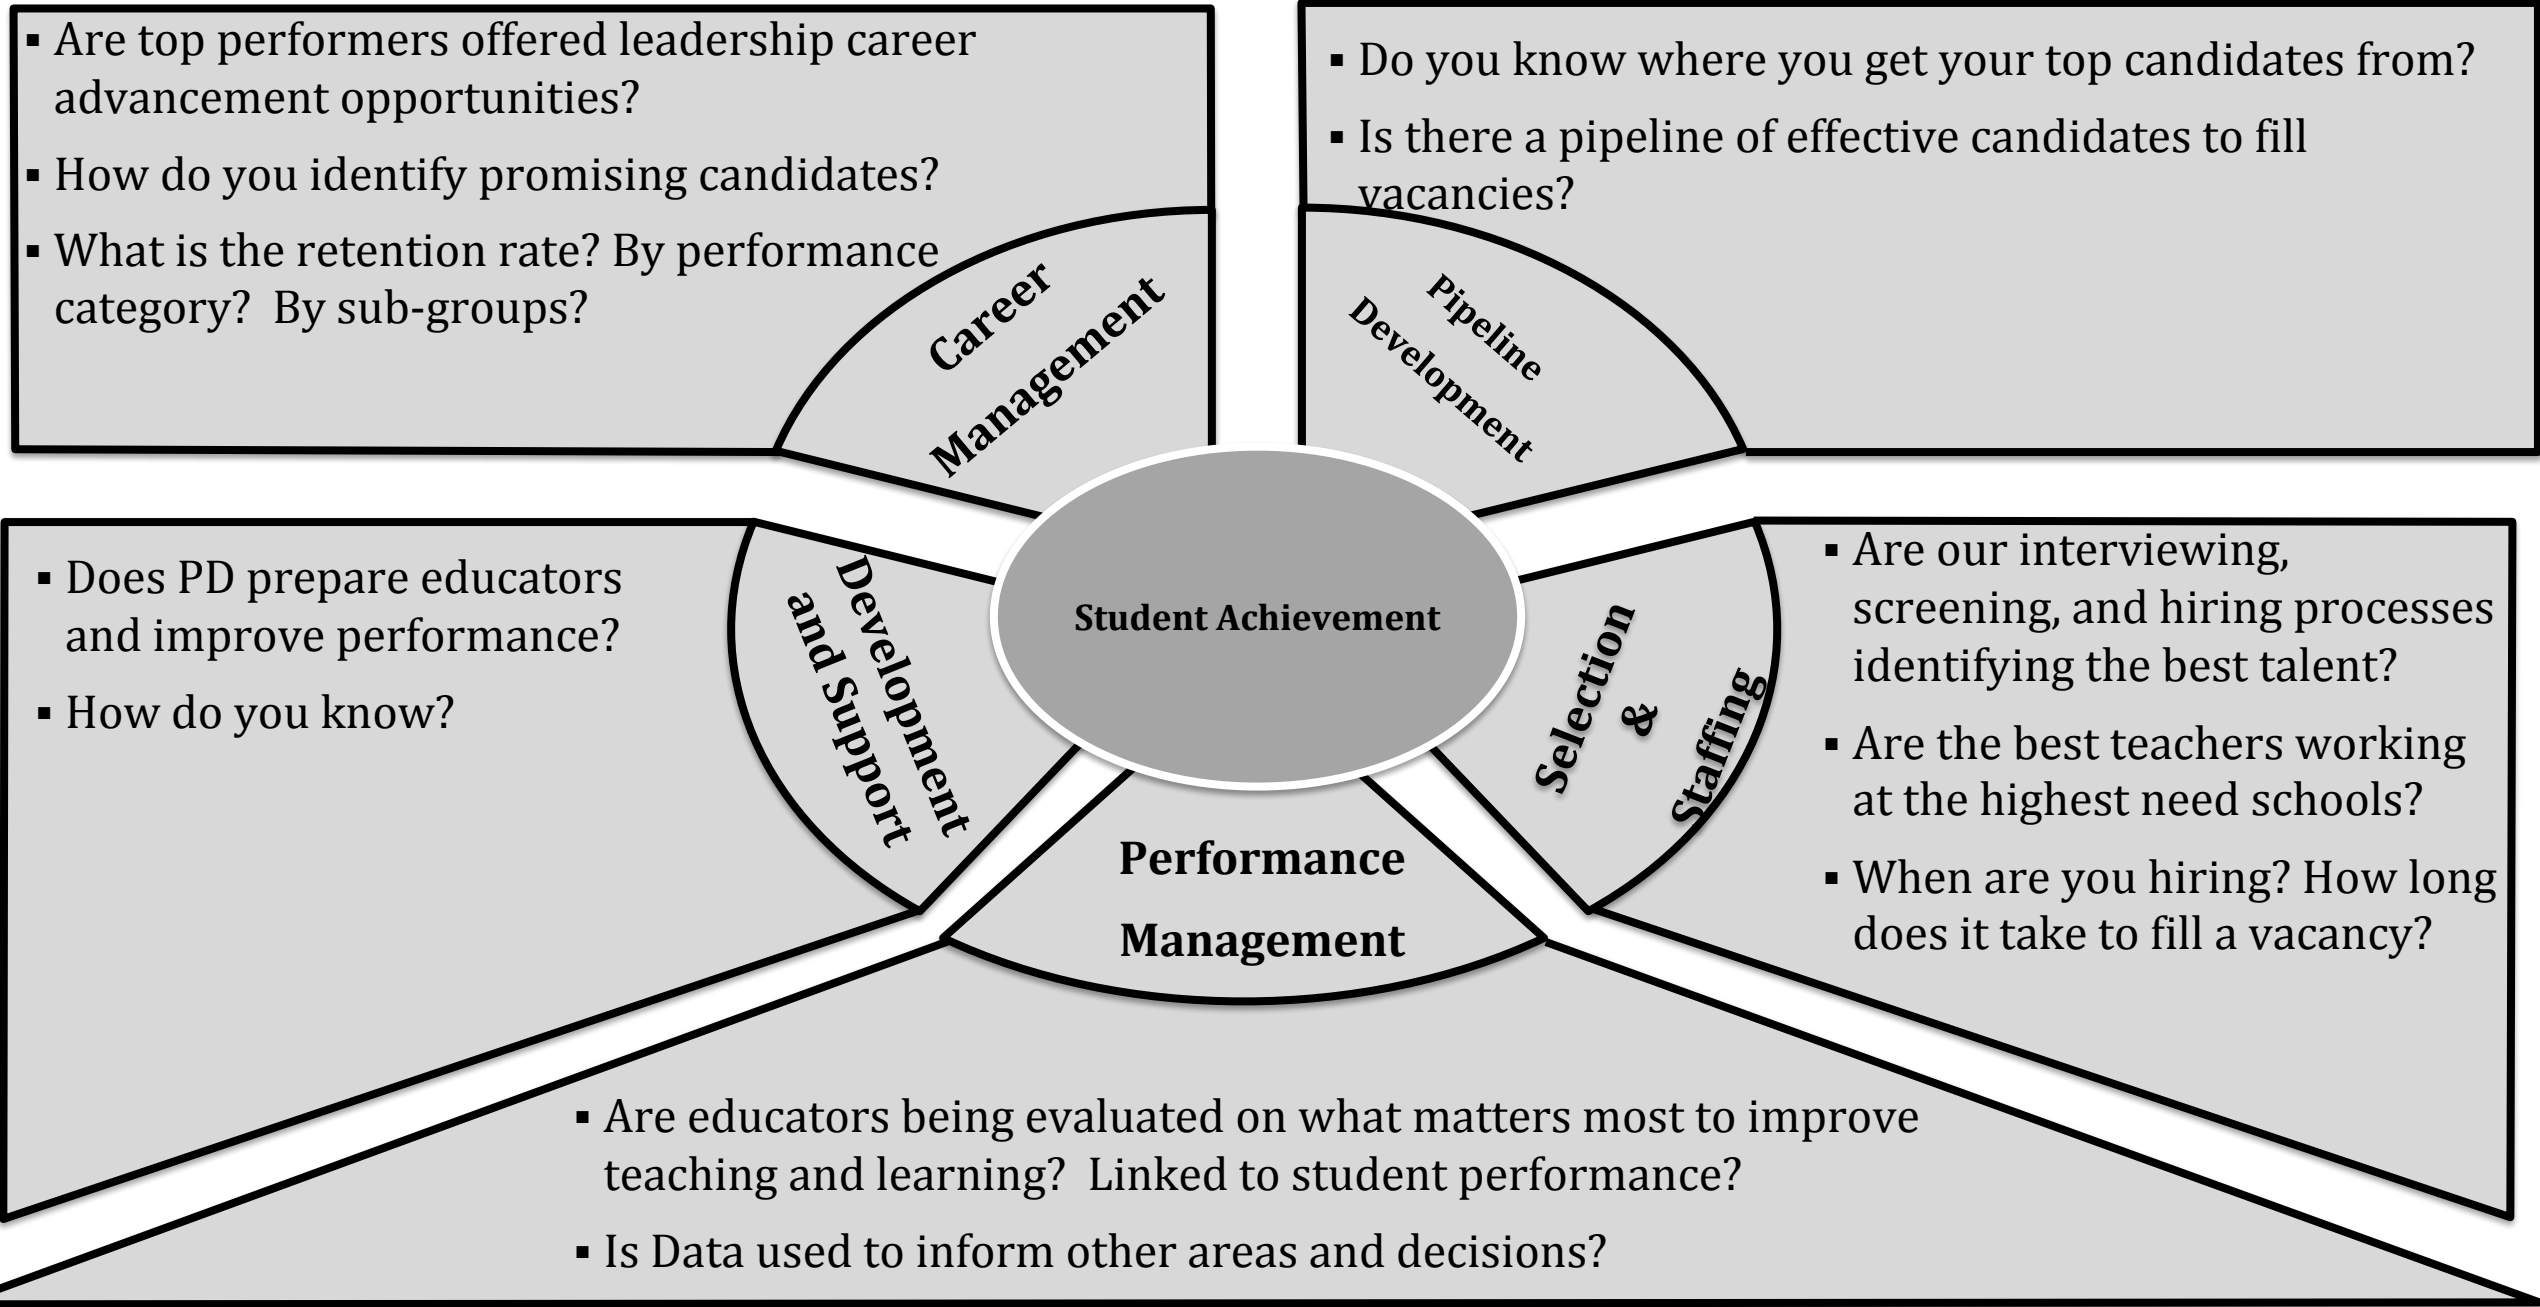 ▪ Are top performers offered leadership career
advancement opportunities?
▪ How do you identify promising candidates?
▪ What is the retention rate? By performance
category?  By sub-groups?
Career
Management
▪ Do you know where you get your top candidates from?
▪ Is there a pipeline of effective candidates to fill
vacancies?
Pipeline
Development
▪ Does PD prepare educators
and improve performance?
▪ How do you know?
Development
and Support
Student Achievement
Selection
&
Staffing
▪ Are our interviewing,
screening, and hiring processes
identifying the best talent?
▪ Are the best teachers working
at the highest need schools?
▪ When are you hiring? How long
does it take to fill a vacancy?
Performance
Management
▪ Are educators being evaluated on what matters most to improve
teaching and learning?  Linked to student performance?
▪ Is Data used to inform other areas and decisions?